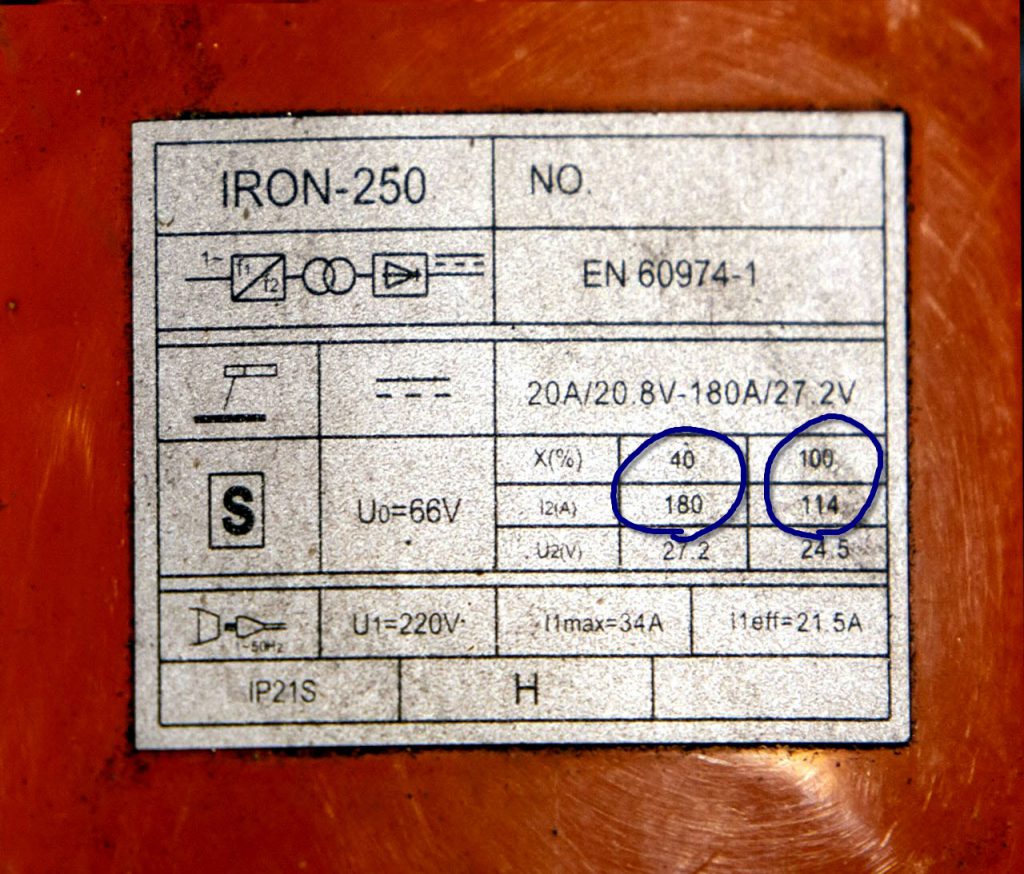 IRON-250 NO.
1~ f1 f2 EN 60974-1
20A/20.8V-180A/27.2V
X(%) 40 100
S U0=66V I2(A) 180 114
U2(V) 27.2 24.5
U1=220V I1max=34A I1eff=21.5A
1~50Hz
IP21S H